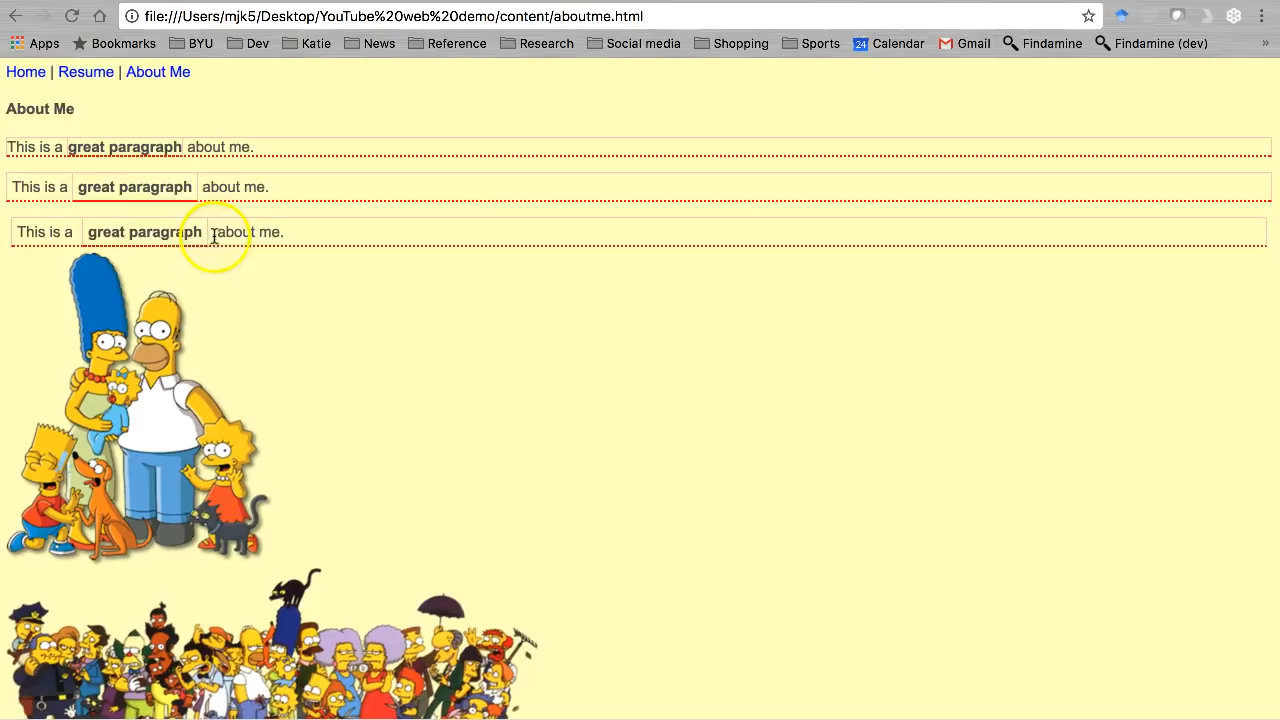 file:///Users/mjk5/Desktop/YouTube%20web%20demo/content/aboutme.html
Apps Bookmarks BYU Dev Katie News Reference Research Social media Shopping Sports 24 Calendar Gmail Findamine Findamine (dev) »
Home | Resume | About Me
About Me
This is a great paragraph about me.
This is a great paragraph about me.
This is a great paragraph about me.